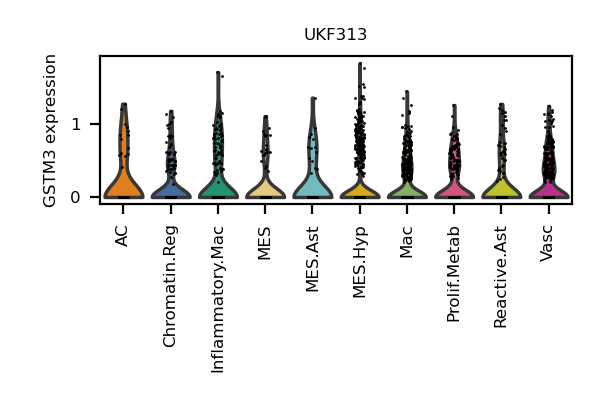 UKF313
GSTM3 expression
1
0
AC
Chromatin.Reg
Inflammatory.Mac
MES
MES.Ast
MES.Hyp
Mac
Prolif.Metab
Reactive.Ast
Vasc